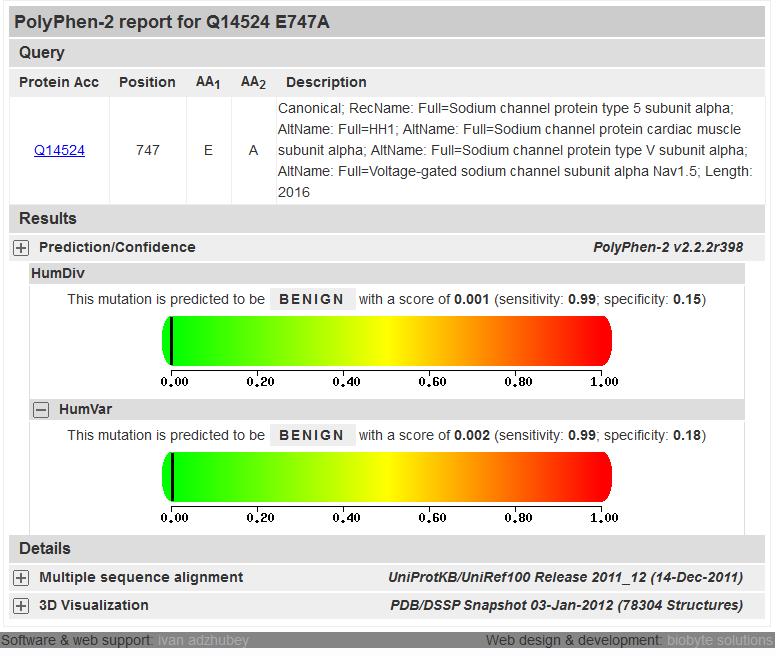 PolyPhen-2 report for Q14524 E747A
Query
Protein Acc Position AA1 AA2 Description
Q14524 747 E A Canonical; RecName: Full=Sodium channel protein type 5 subunit alpha;
AltName: Full=HH1; AltName: Full=Sodium channel protein cardiac muscle
subunit alpha; AltName: Full=Sodium channel protein type V subunit alpha;
AltName: Full=Voltage-gated sodium channel subunit alpha Nav1.5; Length:
2016
Results
Prediction/Confidence PolyPhen-2 v2.2.2r398
HumDiv
This mutation is predicted to be BENIGN with a score of 0.001 (sensitivity: 0.99; specificity: 0.15)
0.00 0.20 0.40 0.60 0.80 1.00
HumVar
This mutation is predicted to be BENIGN with a score of 0.002 (sensitivity: 0.99; specificity: 0.18)
0.00 0.20 0.40 0.60 0.80 1.00
Details
Multiple sequence alignment UniProtKB/UniRef100 Release 2011_12 (14-Dec-2011)
3D Visualization PDB/DSSP Snapshot 03-Jan-2012 (78304 Structures)
Software & web support: ivan adzhubey Web design & development: biobyte solutions